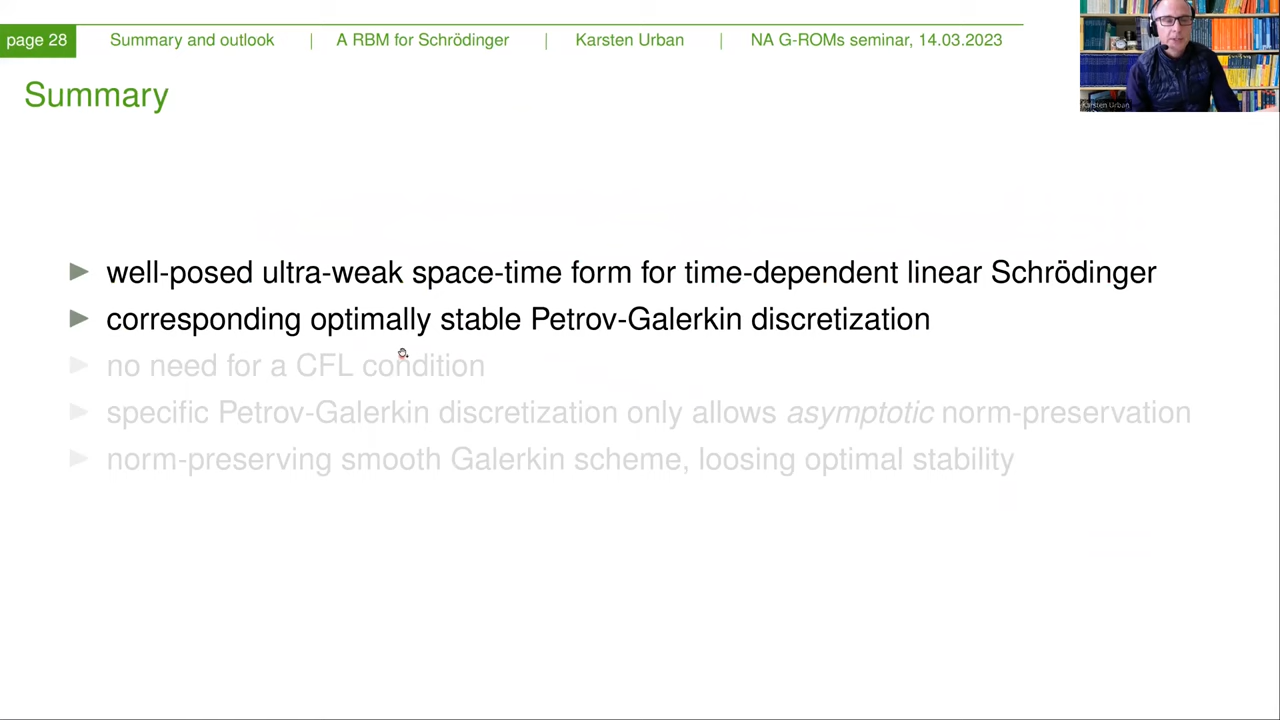 page 28 Summary and outlook | A RBM for Schrödinger | Karsten Urban | NA G-ROMs seminar, 14.03.2023
Karsten Urban
Summary
well-posed ultra-weak space-time form for time-dependent linear Schrödinger
corresponding optimally stable Petrov-Galerkin discretization
no need for a CFL condition
specific Petrov-Galerkin discretization only allows asymptotic norm-preservation
norm-preserving smooth Galerkin scheme, loosing optimal stability